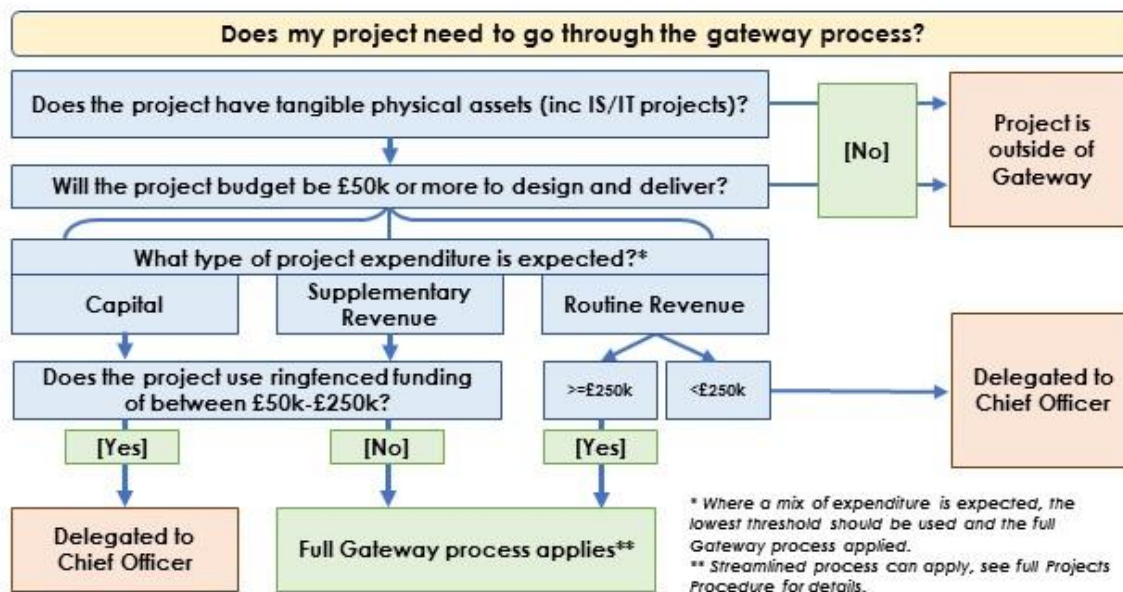 Does my project need to go through the gateway process?
Does the project have tangible physical assets (inc IS/IT projects)?
[No]
Project is
outside of
Gateway
Will the project budget be £50k or more to design and deliver?
What type of project expenditure is expected?*
Capital
Supplementary
Revenue
Routine Revenue
Does the project use ringfenced funding
of between £50k-£250k?
>=£250k
<£250k
Delegated to
Chief Officer
[Yes]
[No]
[Yes]
Delegated to
Chief Officer
Full Gateway process applies**
* Where a mix of expenditure is expected, the
lowest threshold should be used and the full
Gateway process applied.
** Streamlined process can apply, see full Projects
Procedure for details.